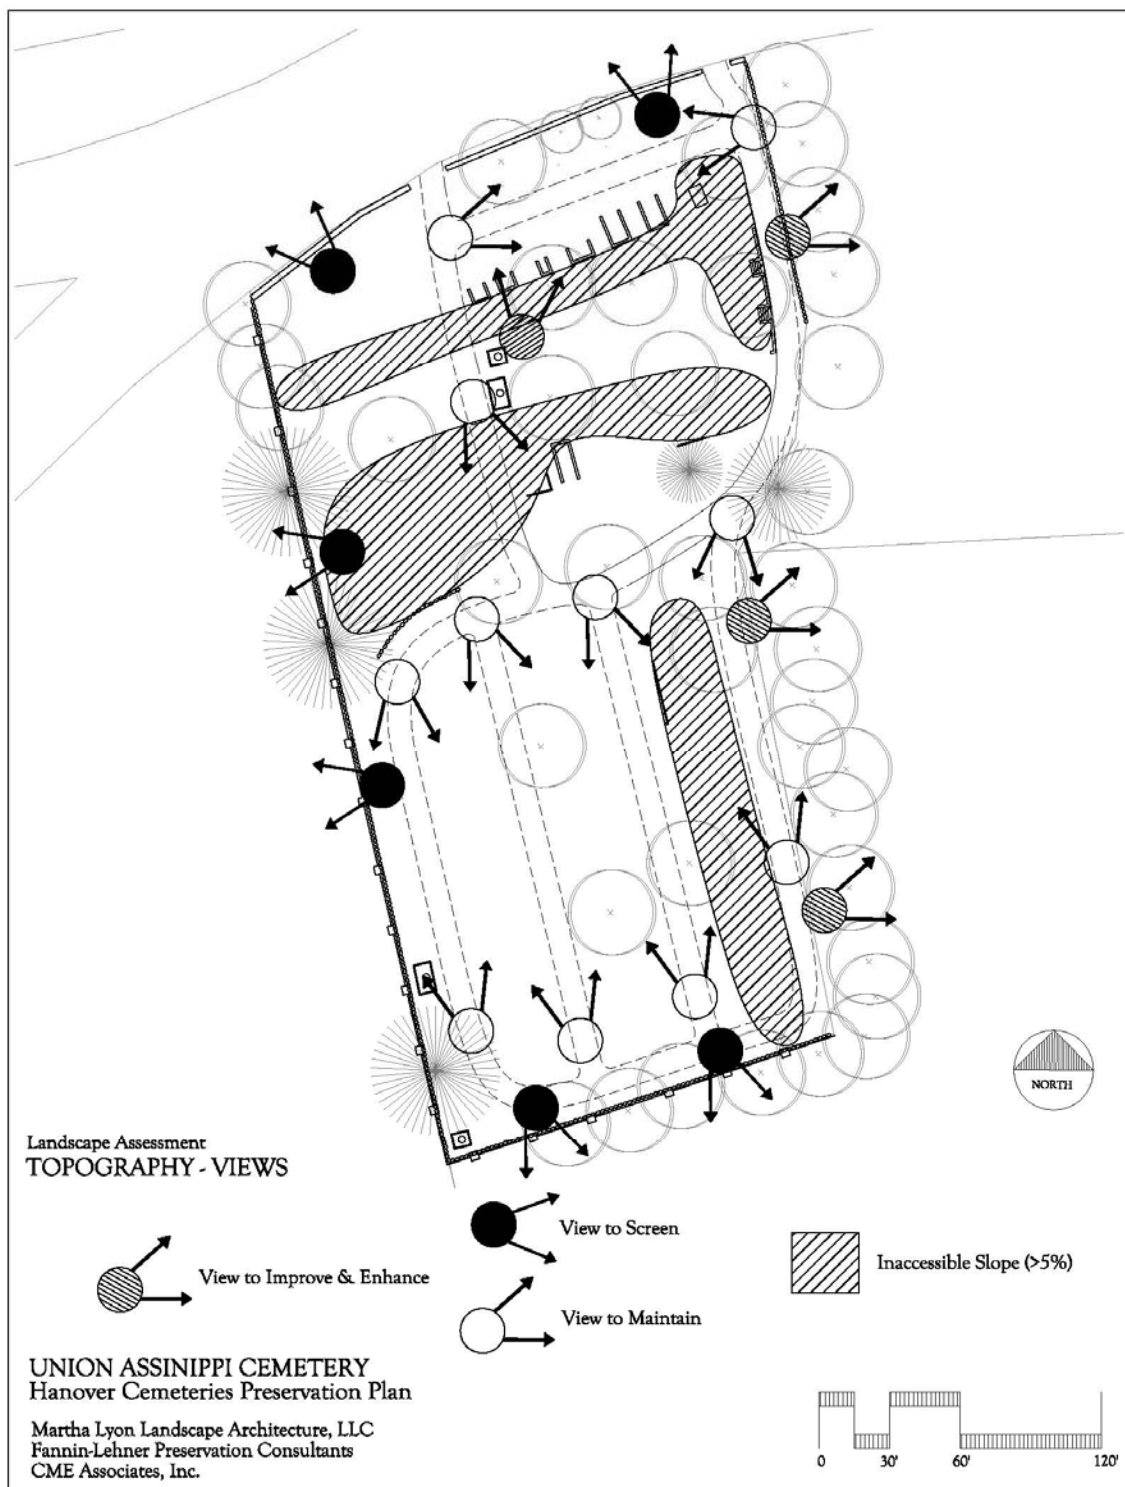 NORTH
Landscape Assessment
TOPOGRAPHY - VIEWS
View to Screen
View to Improve & Enhance
View to Maintain
Inaccessible Slope (>5%)
UNION ASSINIPPI CEMETERY
Hanover Cemeteries Preservation Plan
Martha Lyon Landscape Architecture, LLC
Fannin-Lehner Preservation Consultants
CME Associates, Inc.
0 30' 60' 120'